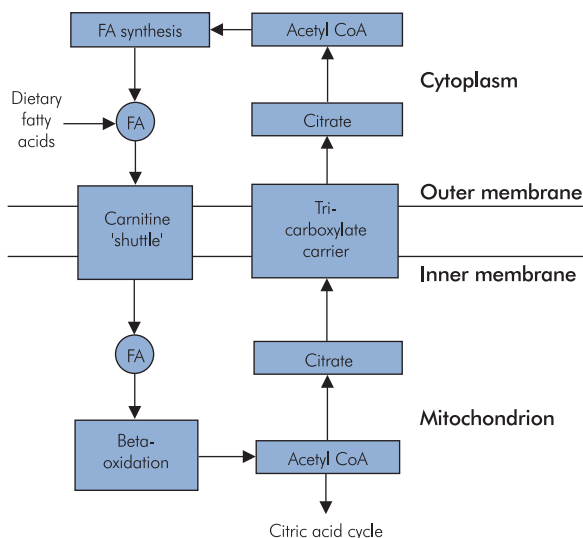 FA synthesis
Acetyl CoA
Cytoplasm
Dietary
fatty
acids
FA
Citrate
Outer membrane
Carnitine
'shuttle'
Tri-
carboxylate
carrier
Inner membrane
FA
Citrate
Mitochondrion
Beta-
oxidation
Acetyl CoA
Citric acid cycle